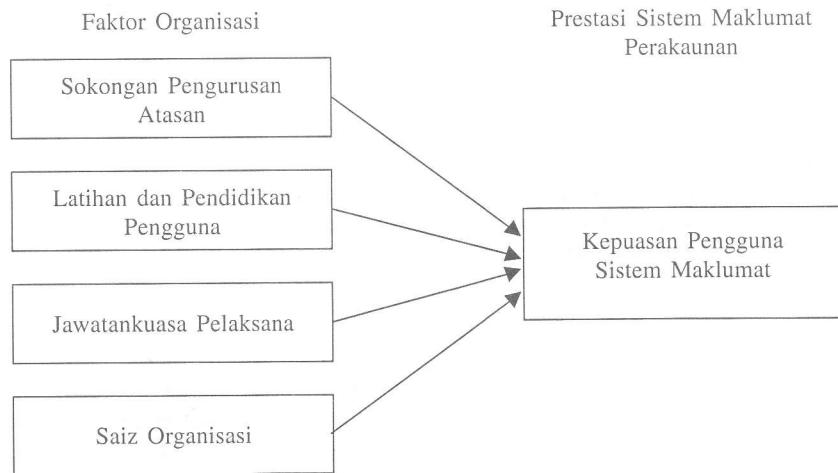 Faktor Organisasi
Prestasi Sistem Maklumat
Perakaunan
Sokongan Pengurusan
Atasan
Latihan dan Pendidikan
Pengguna
Jawatankuasa Pelaksana
Saiz Organisasi
Kepuasan Pengguna
Sistem Maklumat